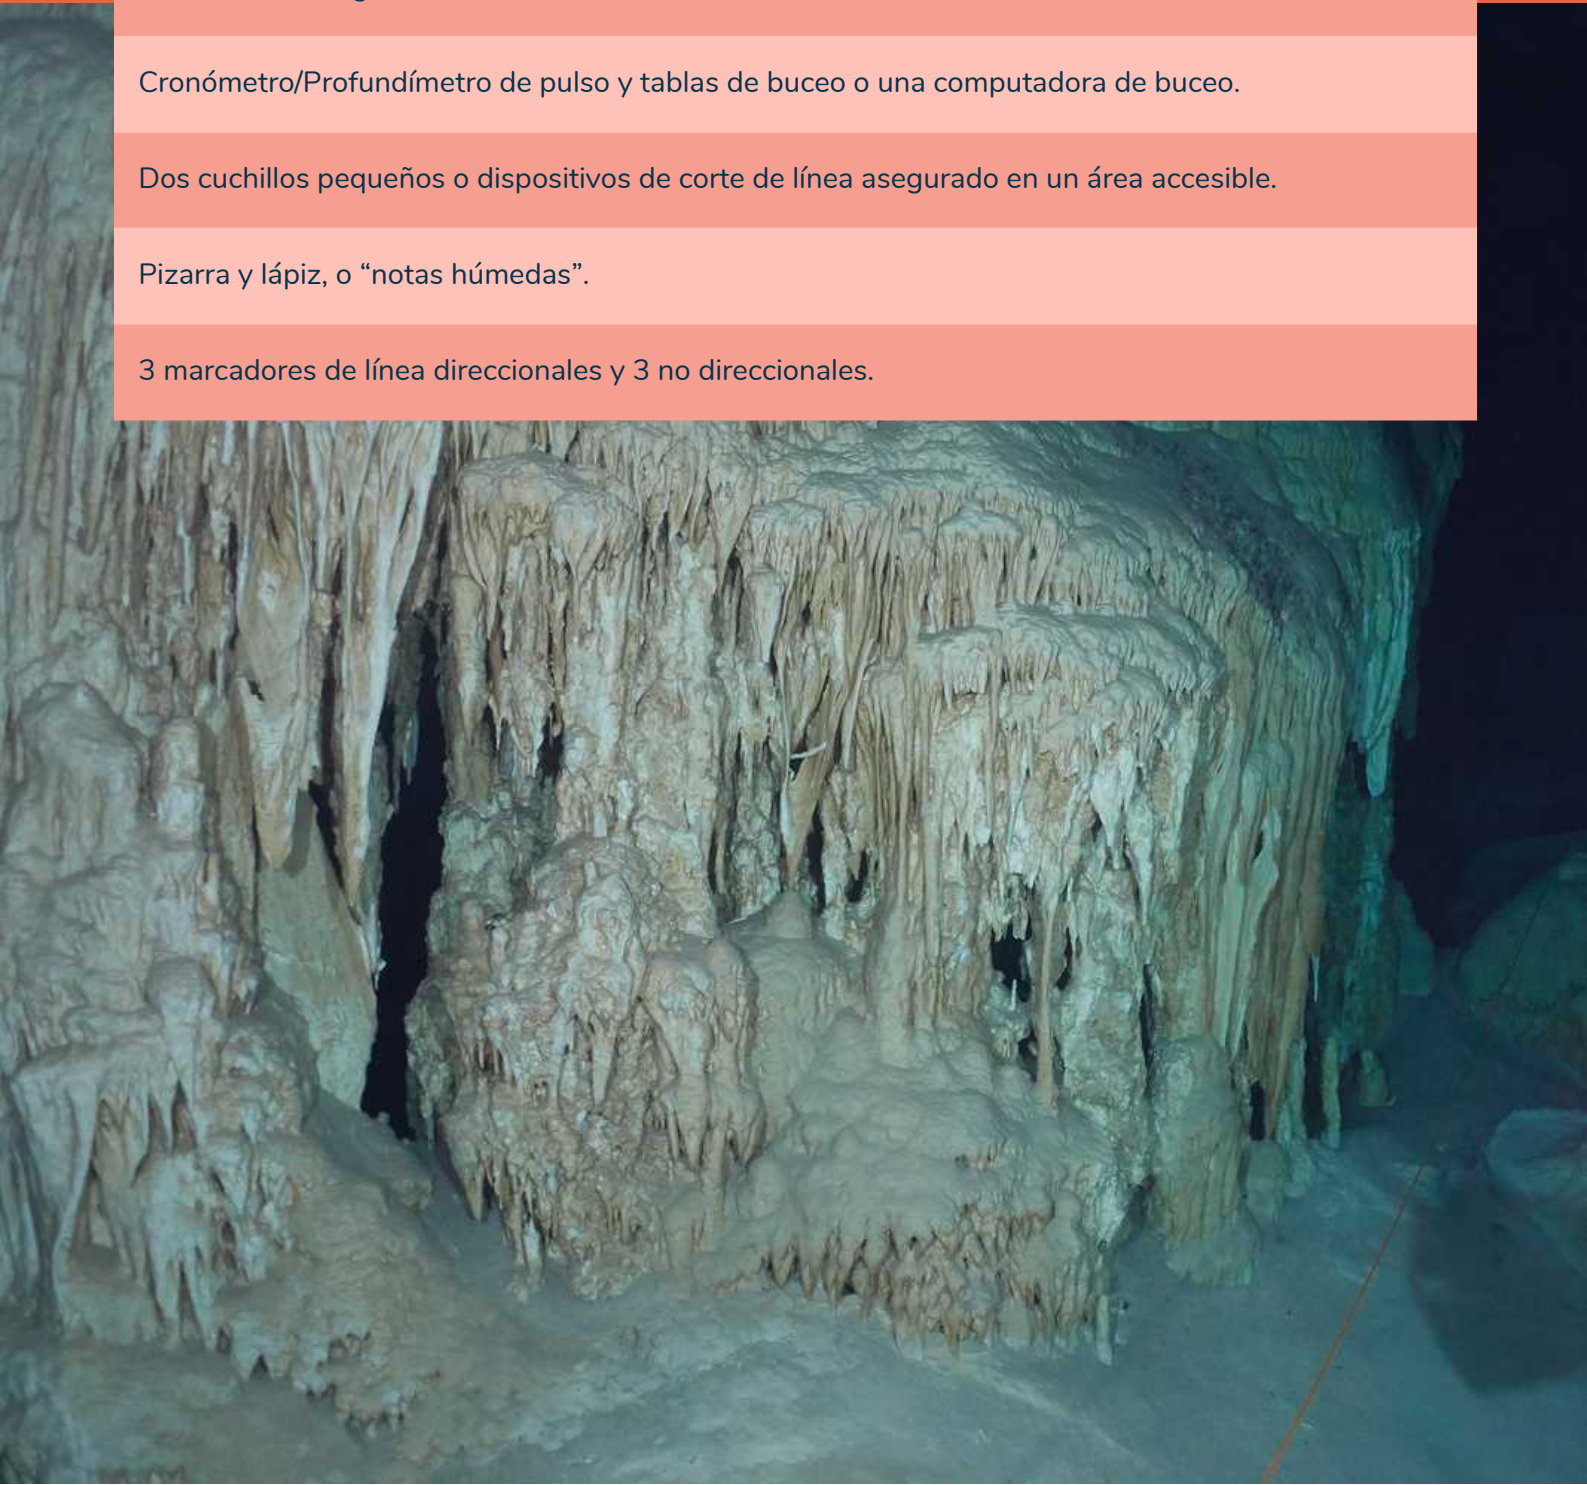 Cronómetro/Profundímetro de pulso y tablas de buceo o una computadora de buceo.
Dos cuchillos pequeños o dispositivos de corte de línea asegurado en un área accesible.
Pizarra y lápiz, o “notas húmedas”.
3 marcadores de línea direccionales y 3 no direccionales.